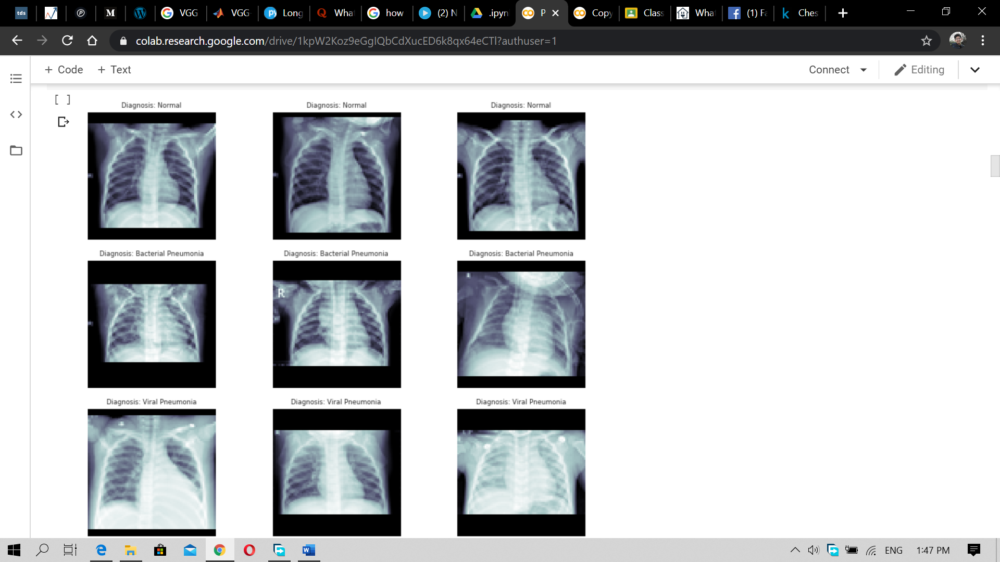 tds M VGG VGG- Long What how (2) N .ipyn P Copy Class What (1) Fa k Ches
colab.research.google.com/drive/1kpW2Koz9eGgIQbCdXucED6k8qx64eCTl?authuser=1
+ Code + Text Connect Editing
[ ]
Diagnosis: Normal Diagnosis: Normal Diagnosis: Normal
Diagnosis: Bacterial Pneumonia Diagnosis: Bacterial Pneumonia Diagnosis: Bacterial Pneumonia
R
Diagnosis: Viral Pneumonia Diagnosis: Viral Pneumonia Diagnosis: Viral Pneumonia
ENG 1:47 PM